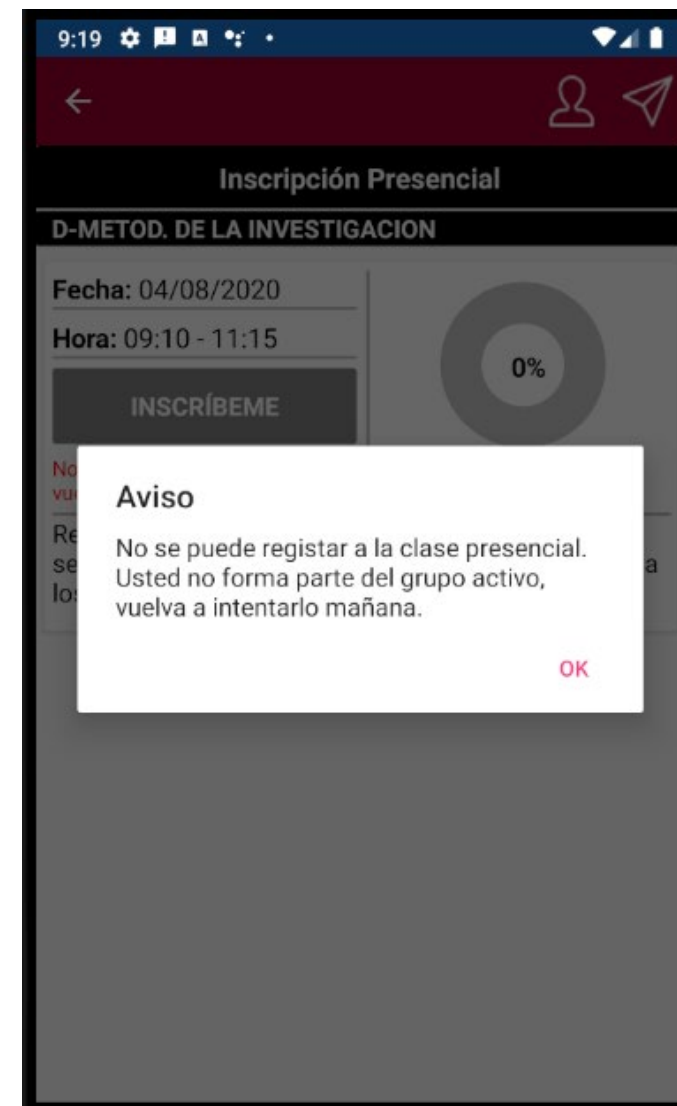 9:19
Inscripción Presencial
D-METOD. DE LA INVESTIGACION
Fecha: 04/08/2020
Hora: 09:10 - 11:15
0%
INSCRÍBEME
Aviso
No se puede registar a la clase presencial.
Usted no forma parte del grupo activo,
vuelva a intentarlo mañana.
OK